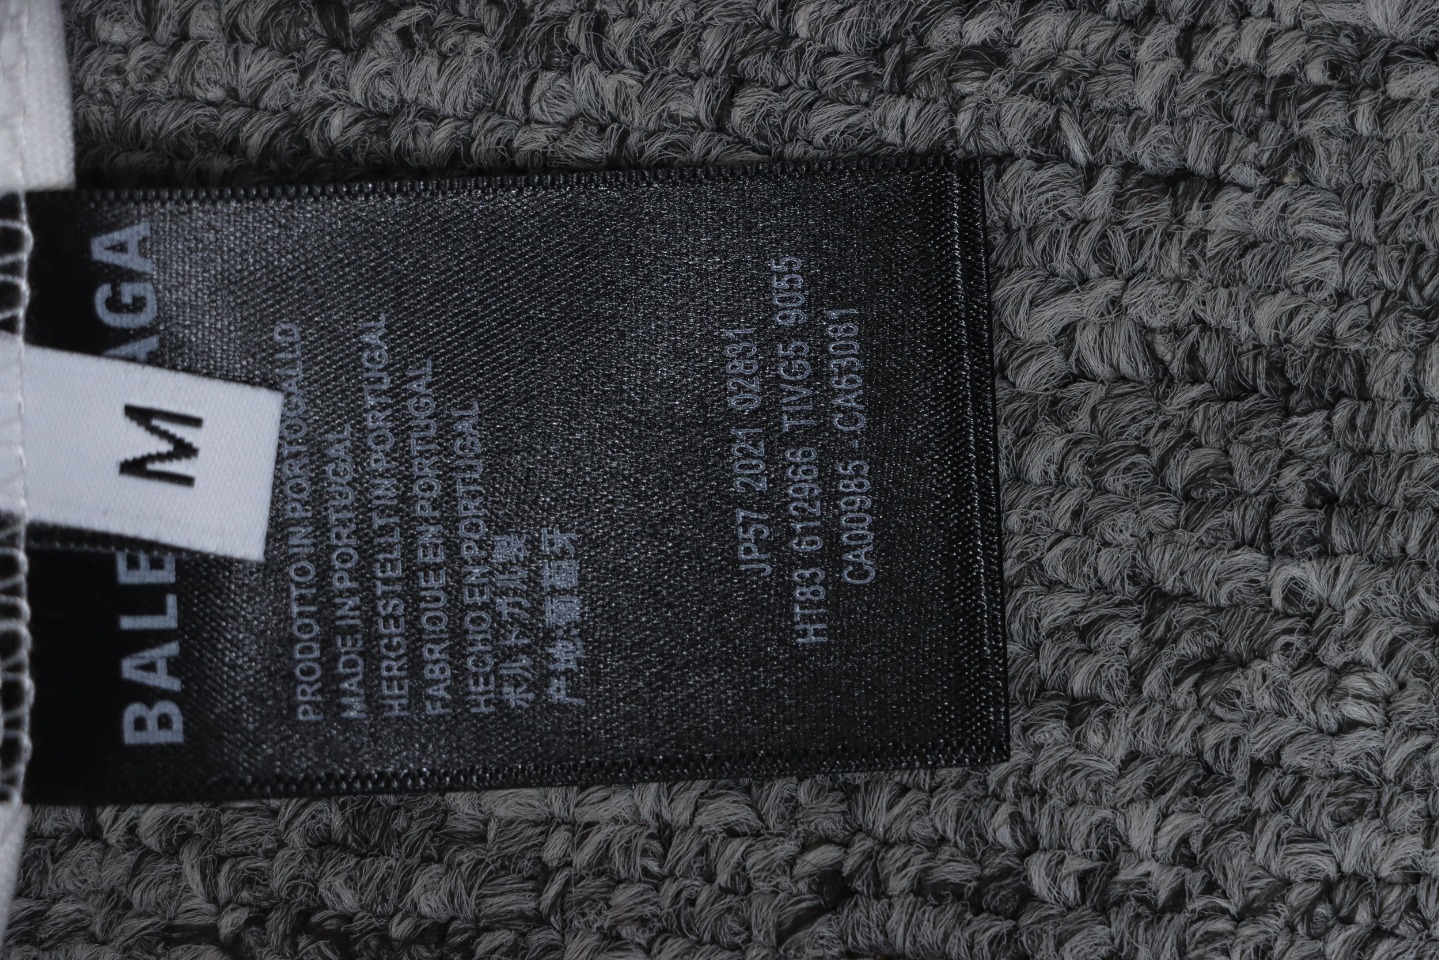 M
BALE AGA
PRODOTTO IN PORTOGALLO
MADE IN PORTUGAL
HERGESTELLT IN PORTUGAL
FABRIQUE EN PORTUGAL
HECHO EN PORTUGAL
ポルトガル製
产地:葡萄牙
JP57 2021 02831
HT83 612966 TIVG5 9055
CA00985 - CA63081